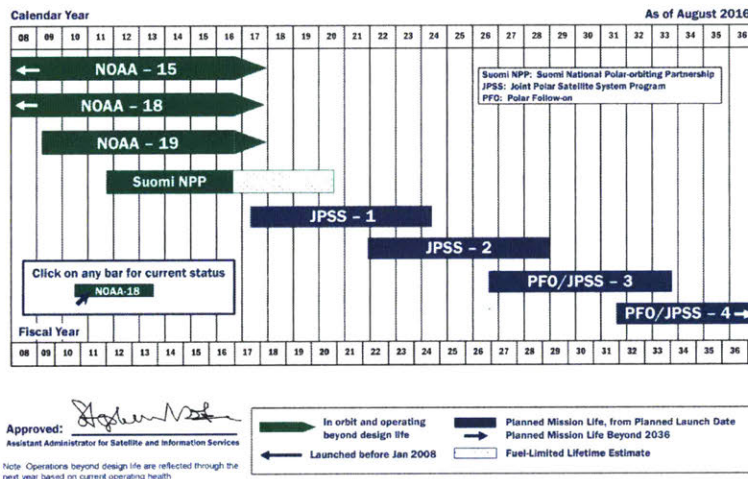 Calendar Year
As of August 2016
08 09 10 11 12 13 14 15 16 17 18 19 20 21 22 23 24 25 26 27 28 29 30 31 32 33 34 35 36
NOAA – 15
Suomi NPP: Suomi National Polar-orbiting Partnership
JPSS: Joint Polar Satellite System Program
PFO: Polar Follow-on
NOAA – 18
NOAA – 19
Suomi NPP
JPSS – 1
JPSS – 2
Click on any bar for current status
NOAA-18
PFO/JPSS – 3
PFO/JPSS – 4
Fiscal Year
08 09 10 11 12 13 14 15 16 17 18 19 20 21 22 23 24 25 26 27 28 29 30 31 32 33 34 35 36
Approved:
Assistant Administrator for Satellite and Information Services
Note Operations beyond design life are reflected through the
next year based on current operating health
In orbit and operating
beyond design life
Launched before Jan 2008
Planned Mission Life, from Planned Launch Date
Planned Mission Life Beyond 2036
Fuel-Limited Lifetime Estimate